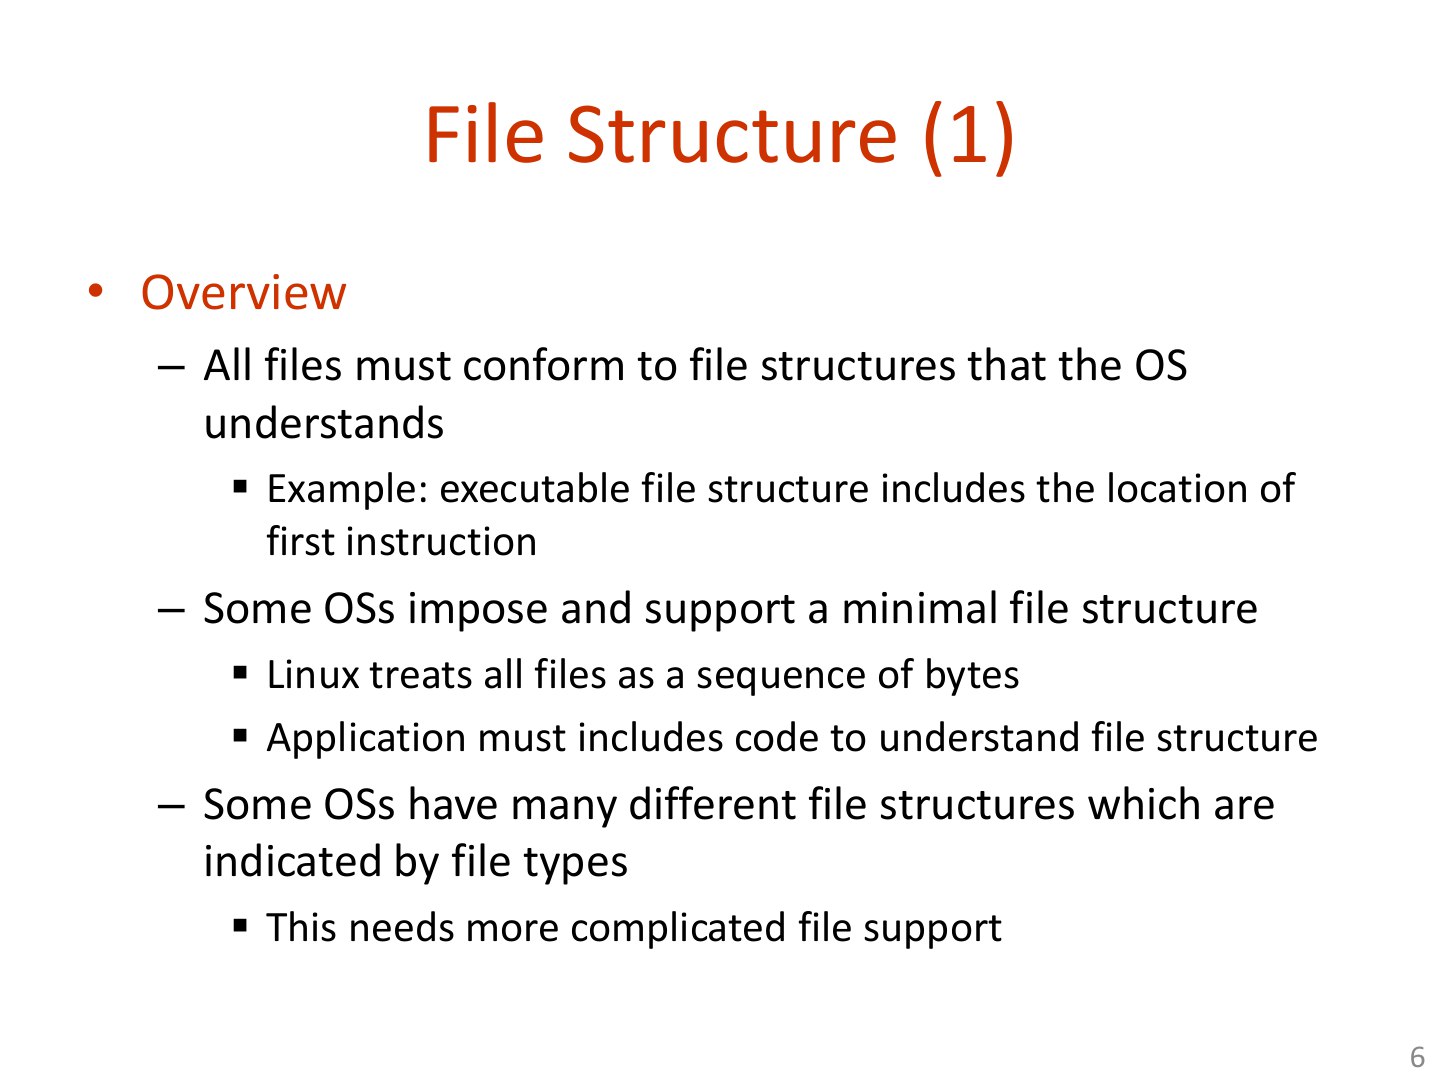 File Structure (1)
• Overview
– All files must conform to file structures that the OS
understands
▪ Example: executable file structure includes the location of
first instruction
– Some OSs impose and support a minimal file structure
▪ Linux treats all files as a sequence of bytes
▪ Application must includes code to understand file structure
– Some OSs have many different file structures which are
indicated by file types
▪ This needs more complicated file support
6